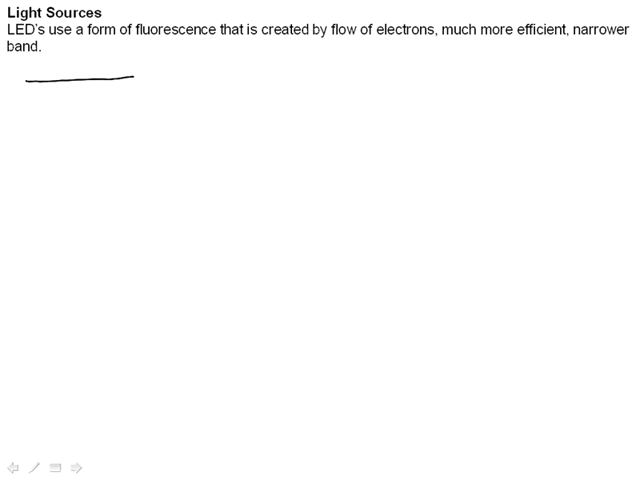 Light Sources
LED's use a form of fluorescence that is created by flow of electrons, much more efficient, narrower
band.